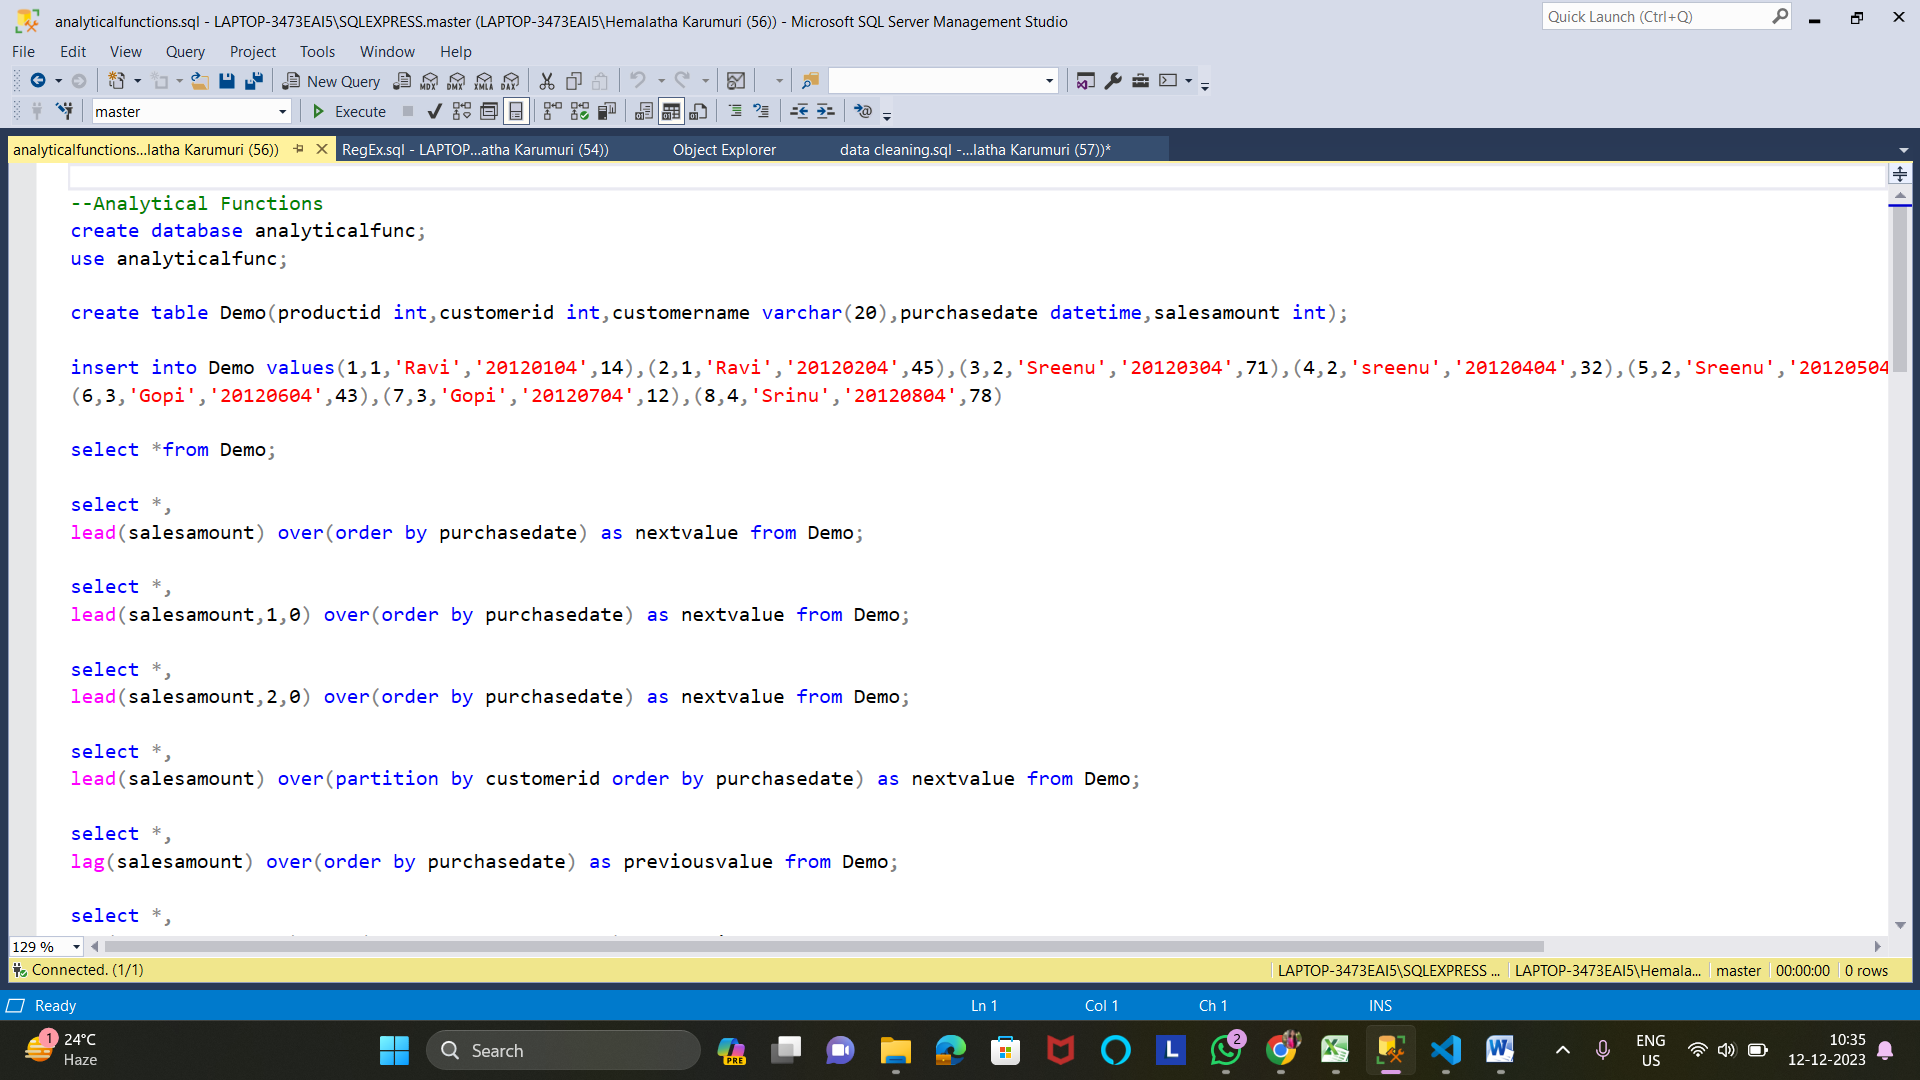 analyticalfunctions.sql - LAPTOP-3473EAI5\SQLEXPRESS.master (LAPTOP-3473EAI5\Hemalatha Karumuri (56)) - Microsoft SQL Server Management Studio
Quick Launch (Ctrl+Q)
File Edit View Query Project Tools Window Help
New Query MDX DMX XMLA DAX
master Execute
analyticalfunctions...latha Karumuri (56)) RegEx.sql - LAPTOP...atha Karumuri (54)) Object Explorer data cleaning.sql -...latha Karumuri (57))*
--Analytical Functions
create database analyticalfunc;
use analyticalfunc;
create table Demo(productid int,customerid int,customername varchar(20),purchasedate datetime,salesamount int);
insert into Demo values(1,1,'Ravi','20120104',14),(2,1,'Ravi','20120204',45),(3,2,'Sreenu','20120304',71),(4,2,'sreenu','20120404',32),(5,2,'Sreenu','20120504
(6,3,'Gopi','20120604',43),(7,3,'Gopi','20120704',12),(8,4,'Srinu','20120804',78)
select *from Demo;
select *,
lead(salesamount) over(order by purchasedate) as nextvalue from Demo;
select *,
lead(salesamount,1,0) over(order by purchasedate) as nextvalue from Demo;
select *,
lead(salesamount,2,0) over(order by purchasedate) as nextvalue from Demo;
select *,
lead(salesamount) over(partition by customerid order by purchasedate) as nextvalue from Demo;
select *,
lag(salesamount) over(order by purchasedate) as previousvalue from Demo;
select *,
129 %
Connected. (1/1) LAPTOP-3473EAI5\SQLEXPRESS ... LAPTOP-3473EAI5\Hemala... master 00:00:00 0 rows
Ready Ln 1 Col 1 Ch 1 INS
1 24°C Haze
Search
PRE
L
2
ENG US
10:35
12-12-2023